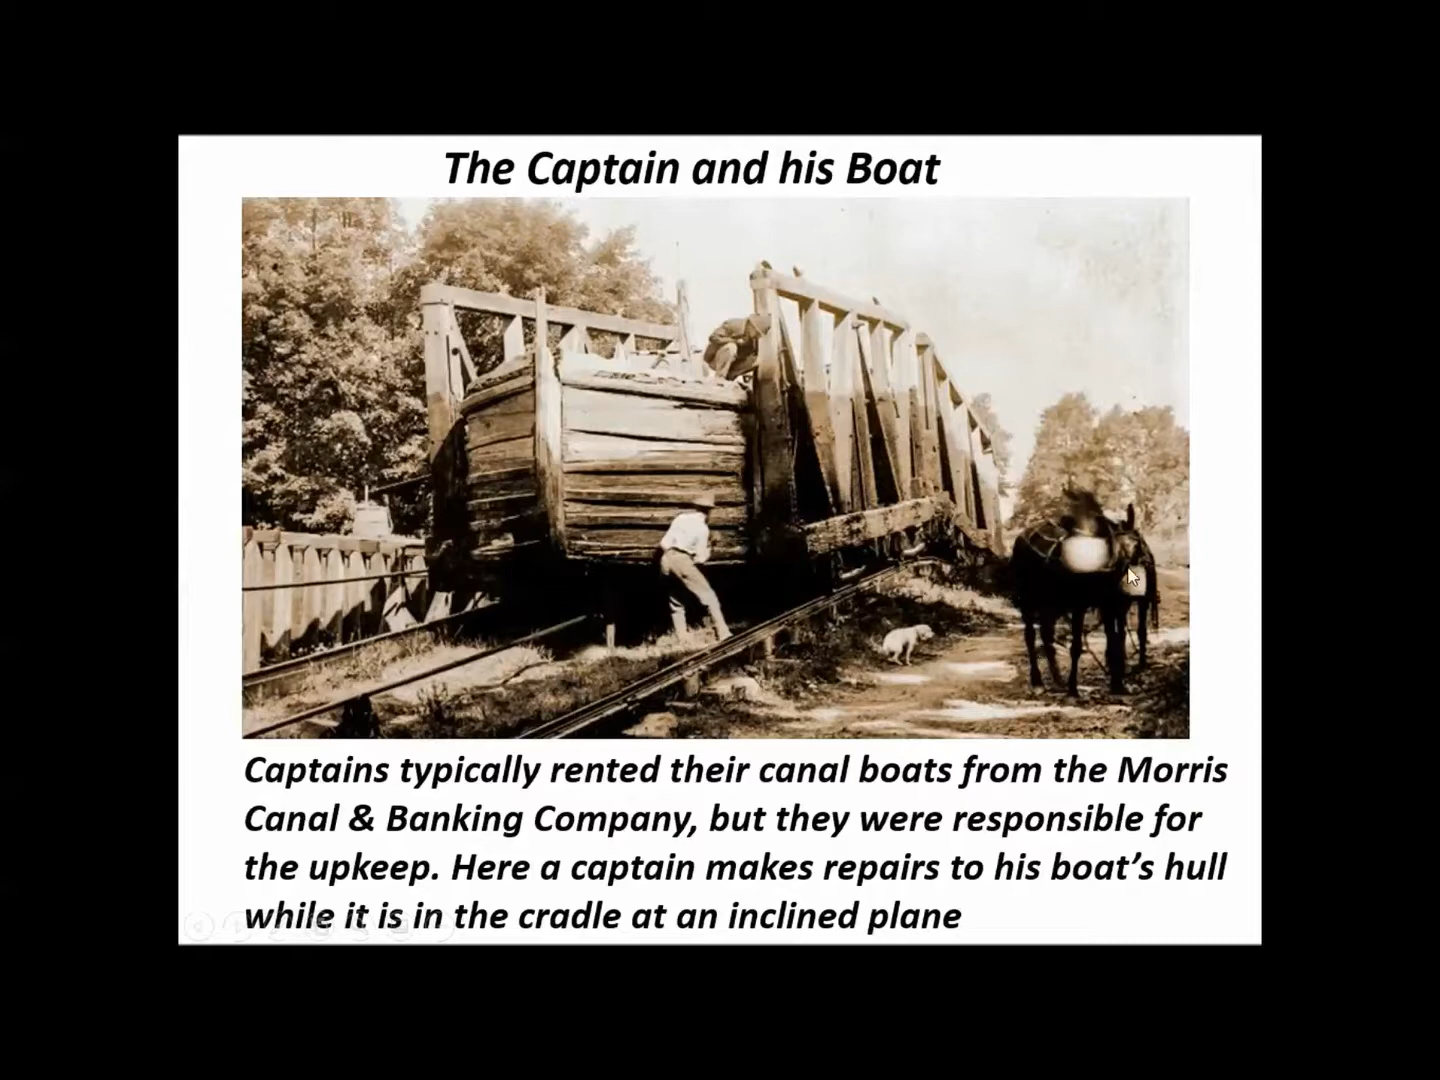 The Captain and his Boat
Captains typically rented their canal boats from the Morris
Canal & Banking Company, but they were responsible for
the upkeep. Here a captain makes repairs to his boat’s hull
while it is in the cradle at an inclined plane